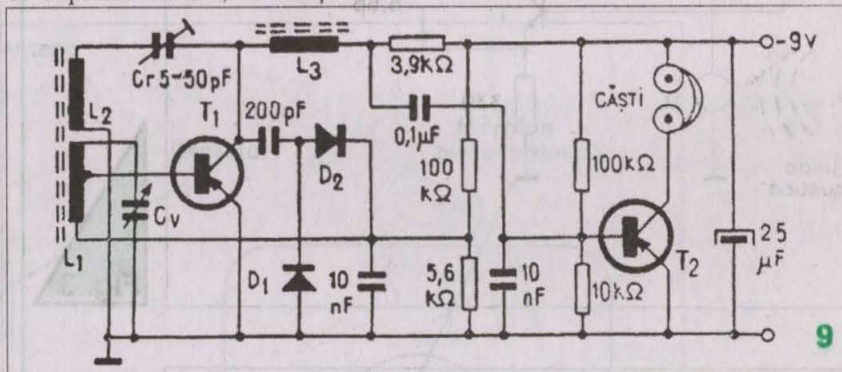 -9V
Cr 5-50pF
L3
3,9kΩ
L2
T1
200pF
0,1µF
CĂȘTI
D2
100
kΩ
100kΩ
Cv
T2
25
µF
L1
D1
10
nF
5,6
kΩ
10
nF
10kΩ
9